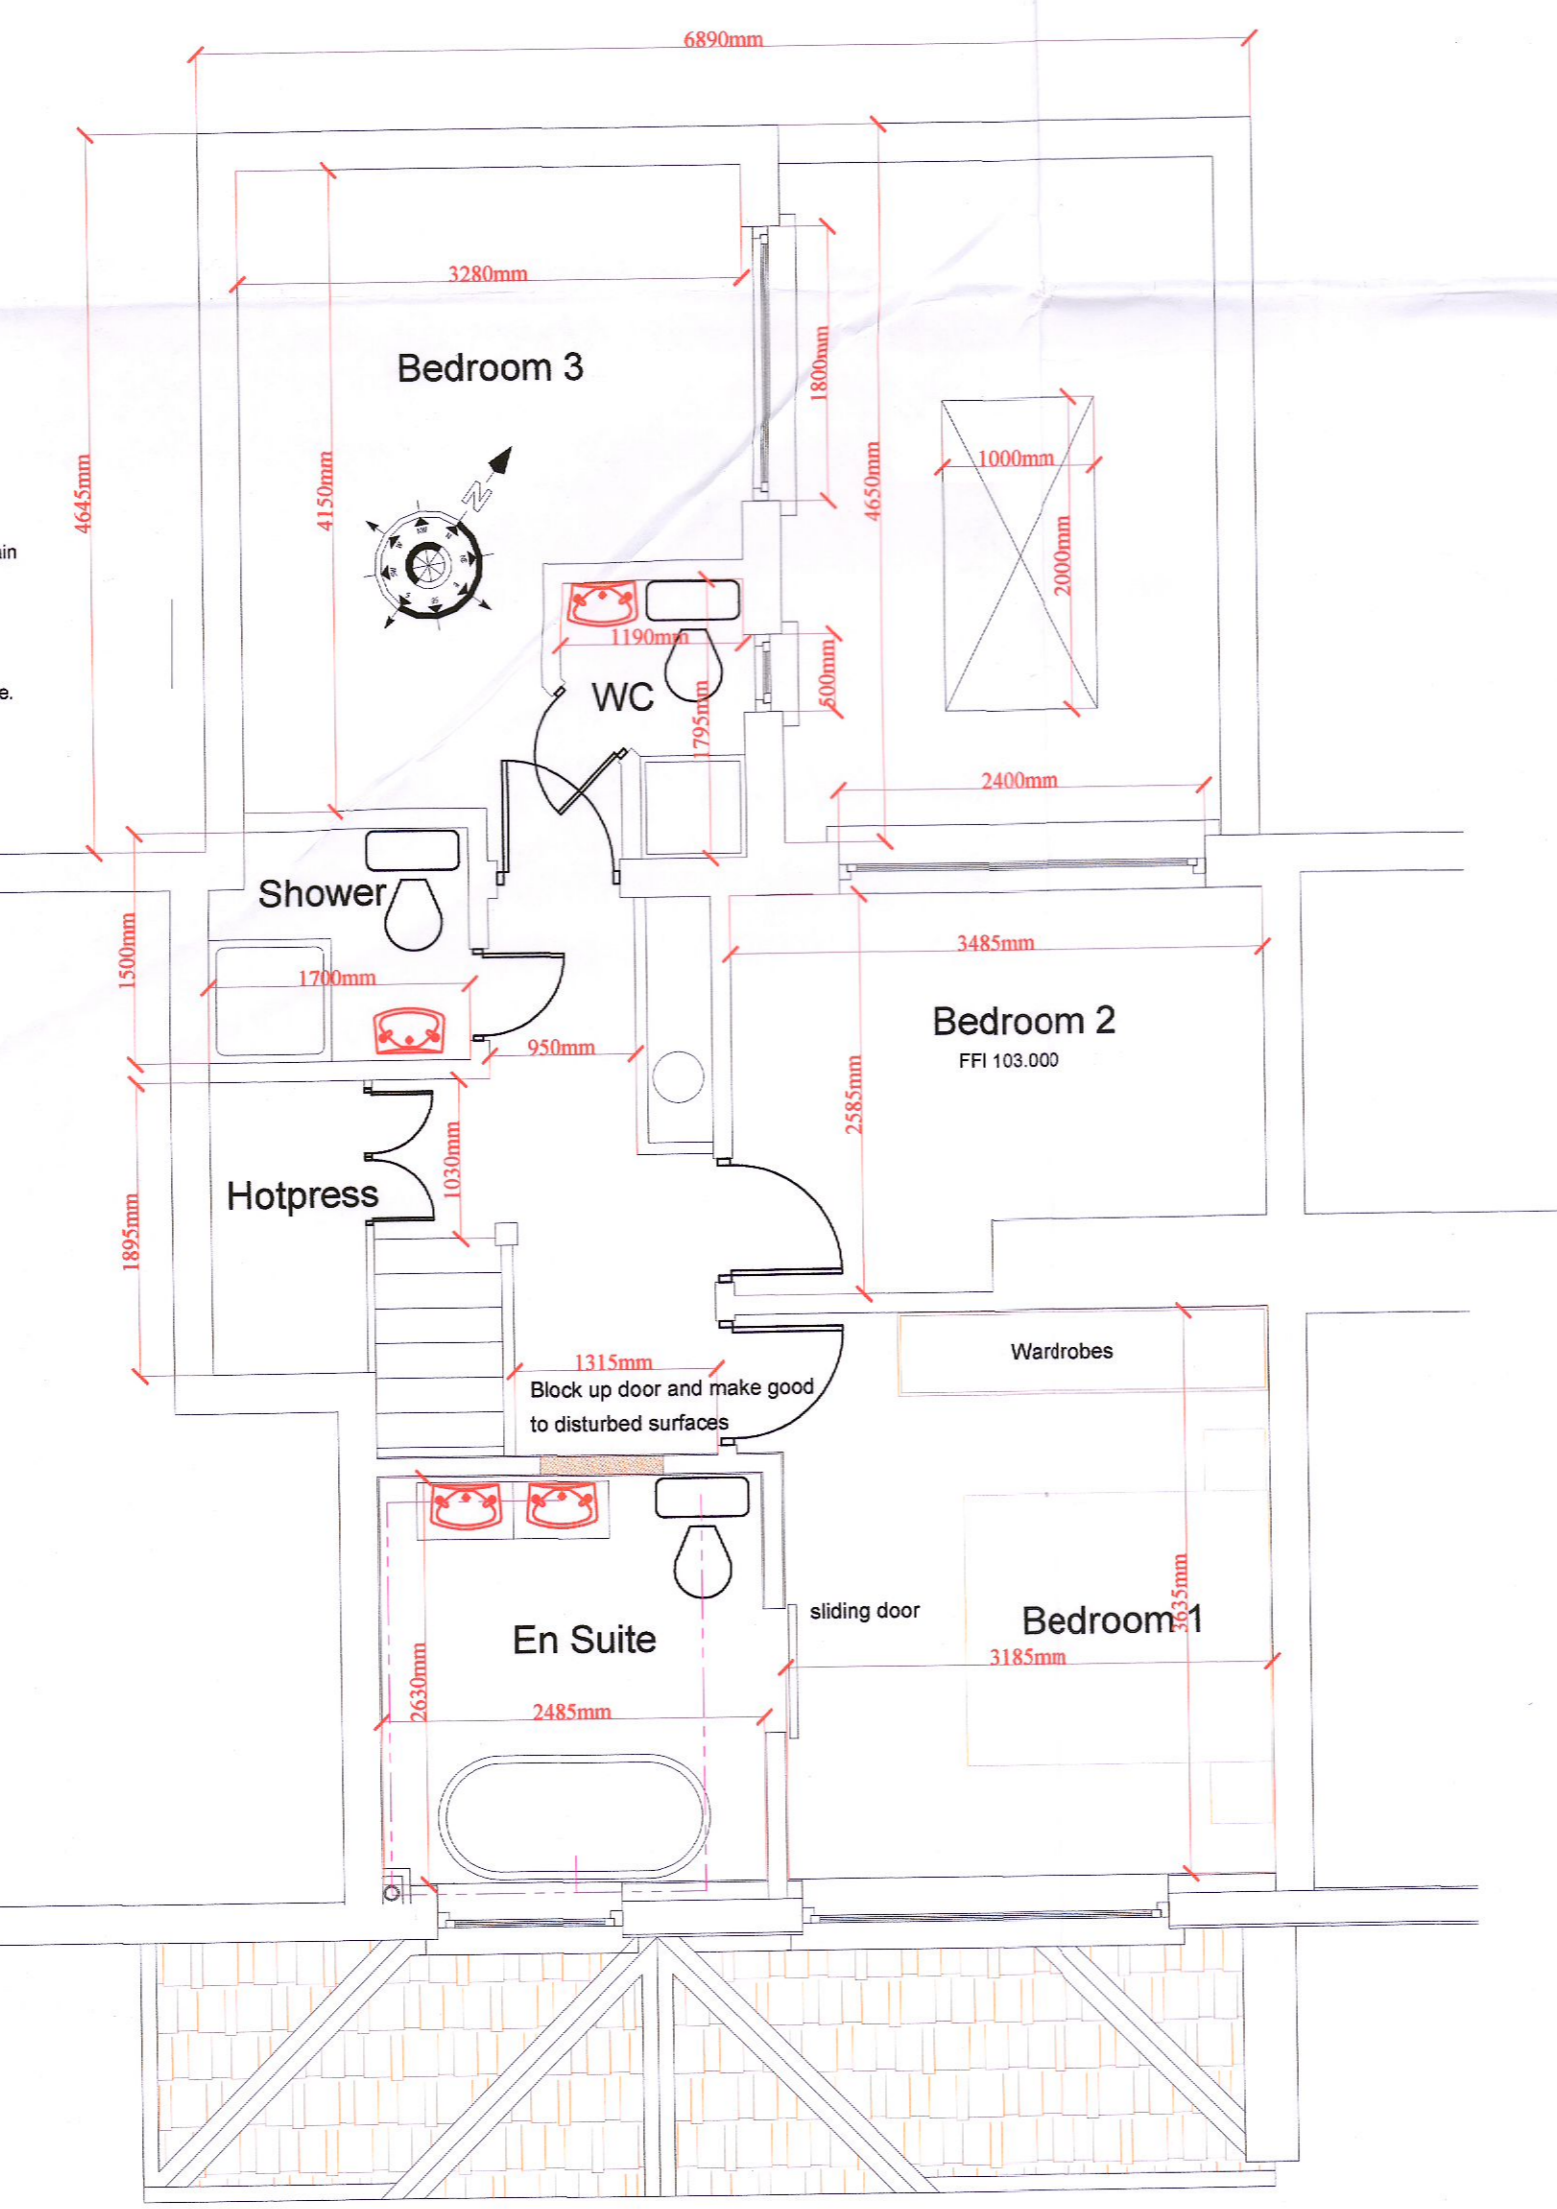 6890mm
3280mm
Bedroom 3
1800mm
4645mm
4150mm
4650mm
1000mm
2000mm
N
ain
1190mm
WC
1795mm
500mm
e.
2400mm
Shower
1500mm
1700mm
3485mm
Bedroom 2
FFI 103.000
950mm
2585mm
1030mm
Hotpress
1895mm
1315mm
Wardrobes
Block up door and make good
to disturbed surfaces
sliding door
Bedroom 1
3635mm
En Suite
3185mm
2630mm
2485mm